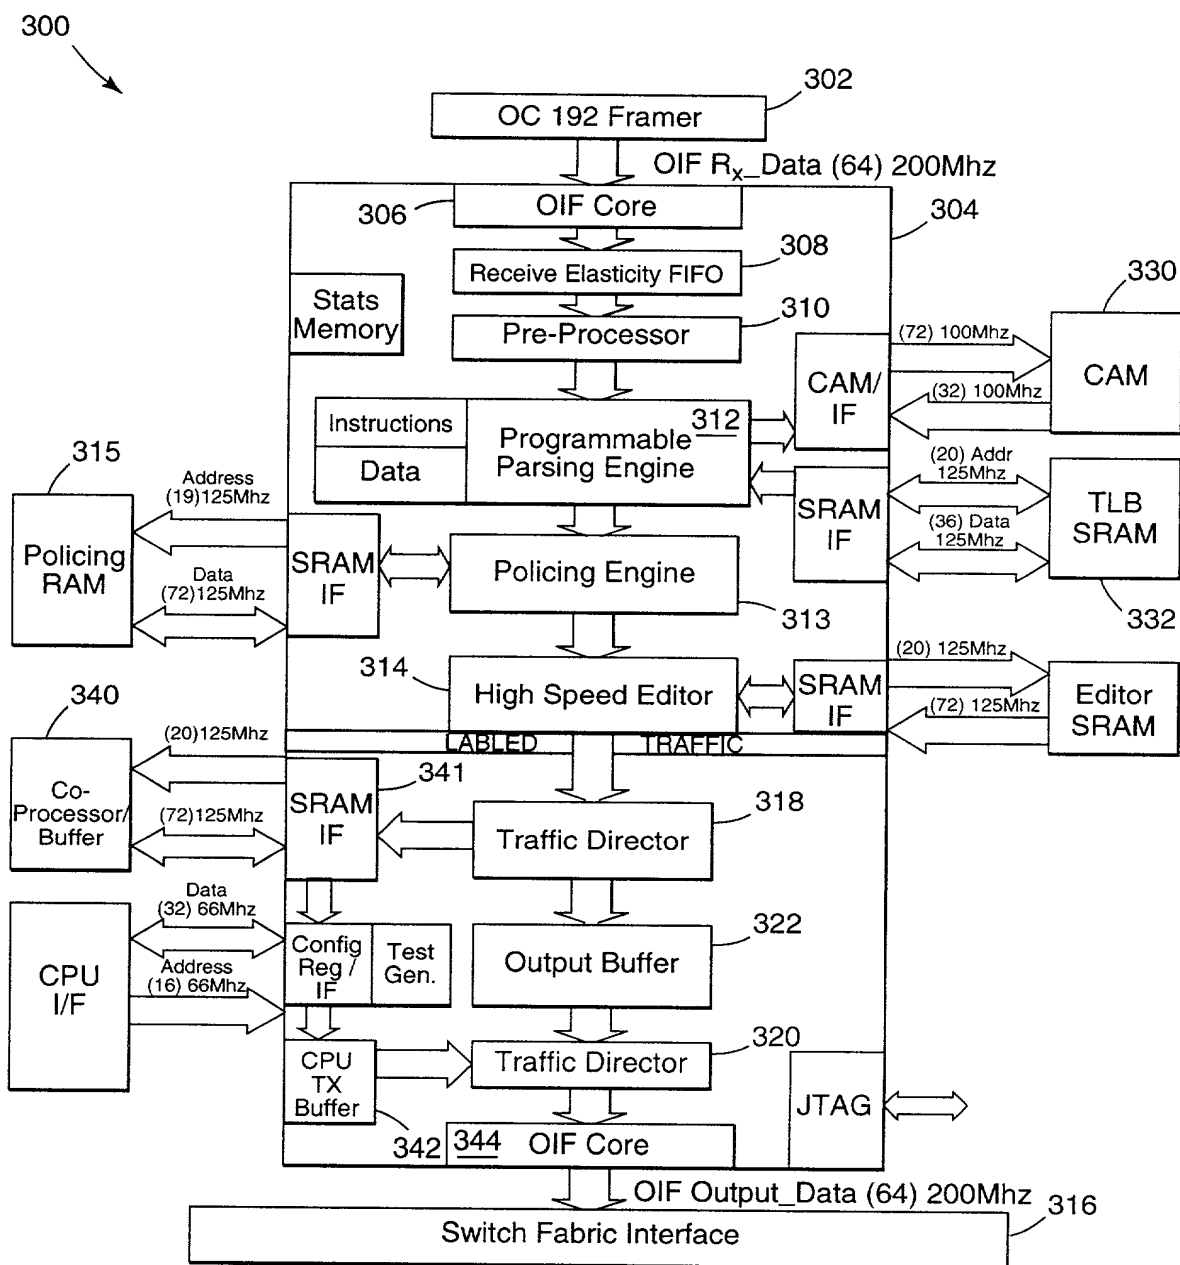 300
302
OC 192 Framer
OIF Rx_Data (64) 200Mhz
306
OIF Core
304
308
Receive Elasticity FIFO
330
Stats
Memory
310
Pre-Processor
(72) 100Mhz
CAM/
IF
CAM
(32) 100Mhz
Instructions
312
Programmable
Parsing Engine
Data
315
Address
(19)125Mhz
(20) Addr
125Mhz
SRAM
IF
TLB
SRAM
(36) Data
125Mhz
Policing
RAM
SRAM
IF
Policing Engine
Data
(72)125Mhz
313
332
314
High Speed Editor
SRAM
IF
(20) 125Mhz
Editor
SRAM
(72) 125Mhz
340
LABLED TRAFFIC
(20)125Mhz
341
SRAM
IF
Co-
Processor/
Buffer
(72)125Mhz
318
Traffic Director
Data
(32) 66Mhz
322
Config
Reg /
IF
Test
Gen.
Output Buffer
CPU
I/F
Address
(16) 66Mhz
320
CPU
TX
Buffer
Traffic Director
JTAG
342
344
OIF Core
OIF Output_Data (64) 200Mhz
316
Switch Fabric Interface